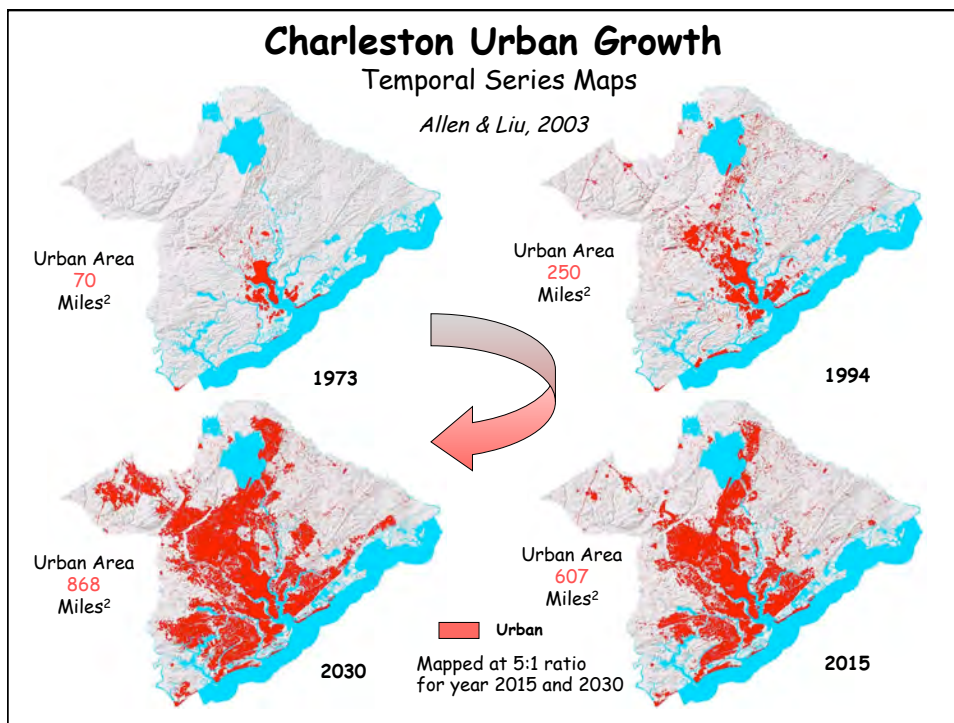 Charleston Urban Growth
Temporal Series Maps
Allen & Liu, 2003
Urban Area
70
Miles²
1973
Urban Area
250
Miles²
1994
Urban Area
868
Miles²
2030
Urban
Mapped at 5:1 ratio
for year 2015 and 2030
Urban Area
607
Miles²
2015